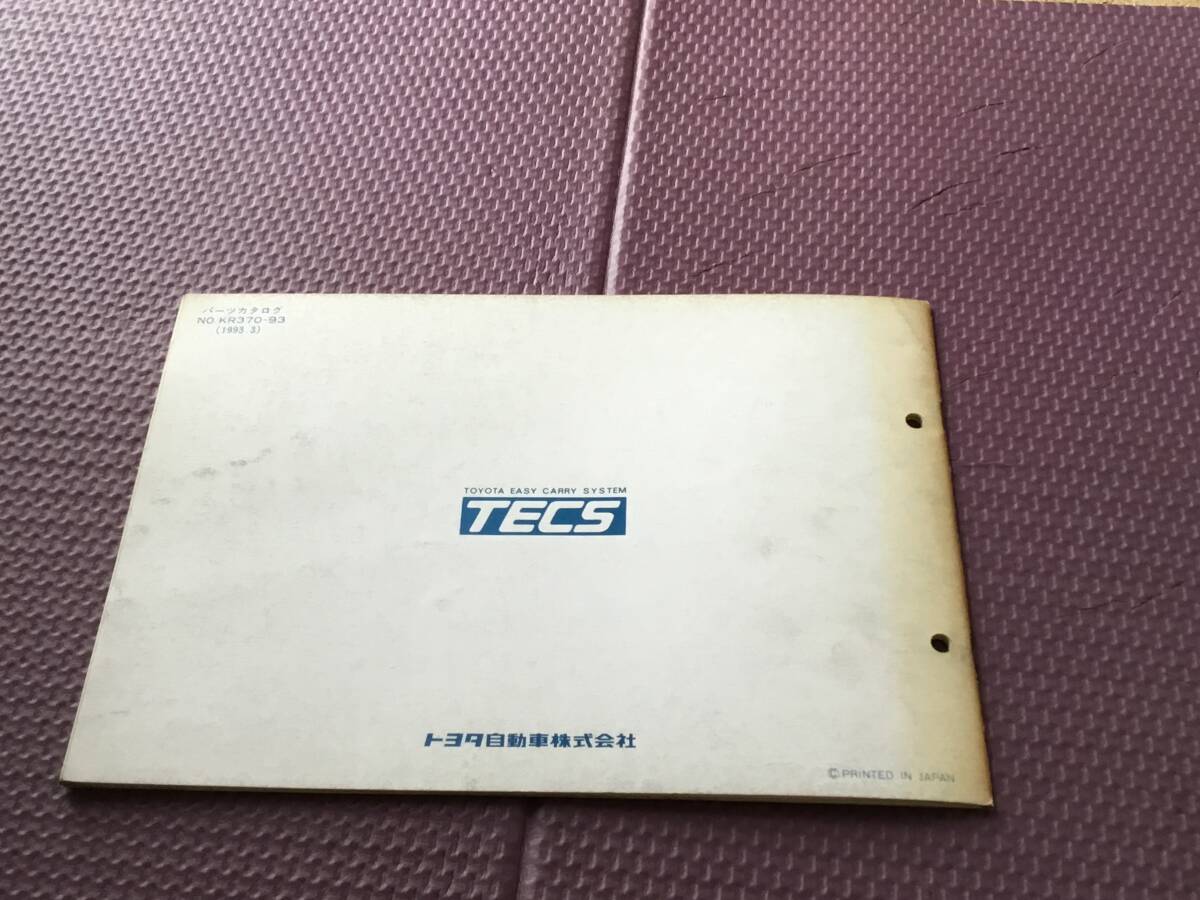 パーツカタログ
NO.KR370-93
(1993 3)
TOYOTA EASY CARRY SYSTEM
TECS
トヨタ自動車株式会社
©PRINTED IN JAPAN